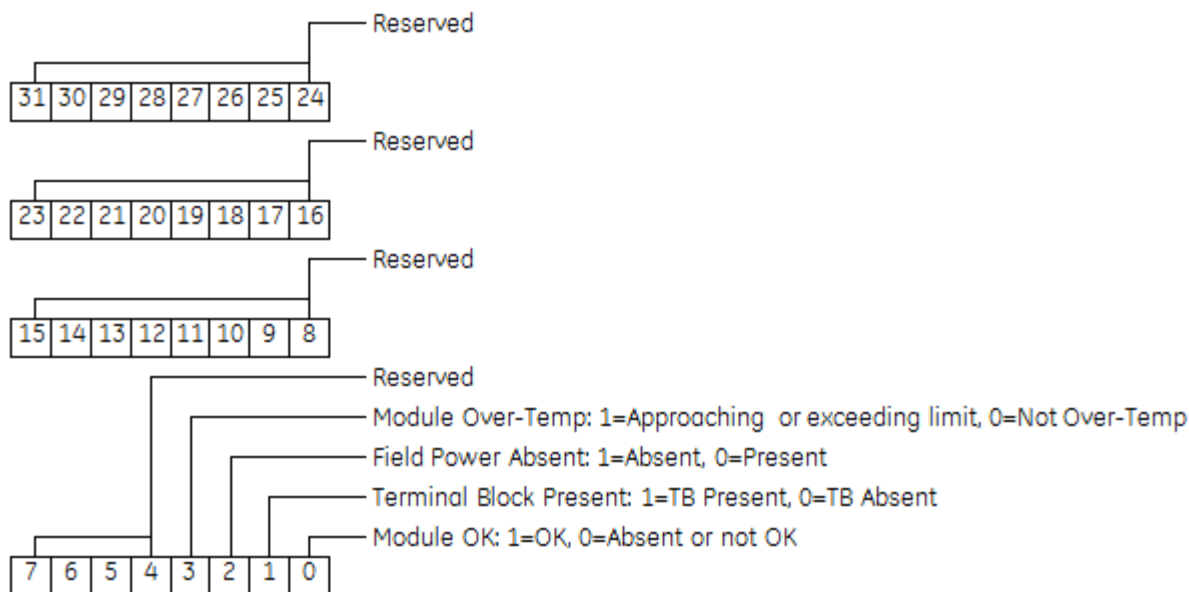 Reserved
31 30 29 28 27 26 25 24
Reserved
23 22 21 20 19 18 17 16
Reserved
15 14 13 12 11 10 9 8
Reserved
Module Over-Temp: 1=Approaching or exceeding limit, 0=Not Over-Temp
Field Power Absent: 1=Absent, 0=Present
Terminal Block Present: 1=TB Present, 0=TB Absent
Module OK: 1=OK, 0=Absent or not OK
7 6 5 4 3 2 1 0